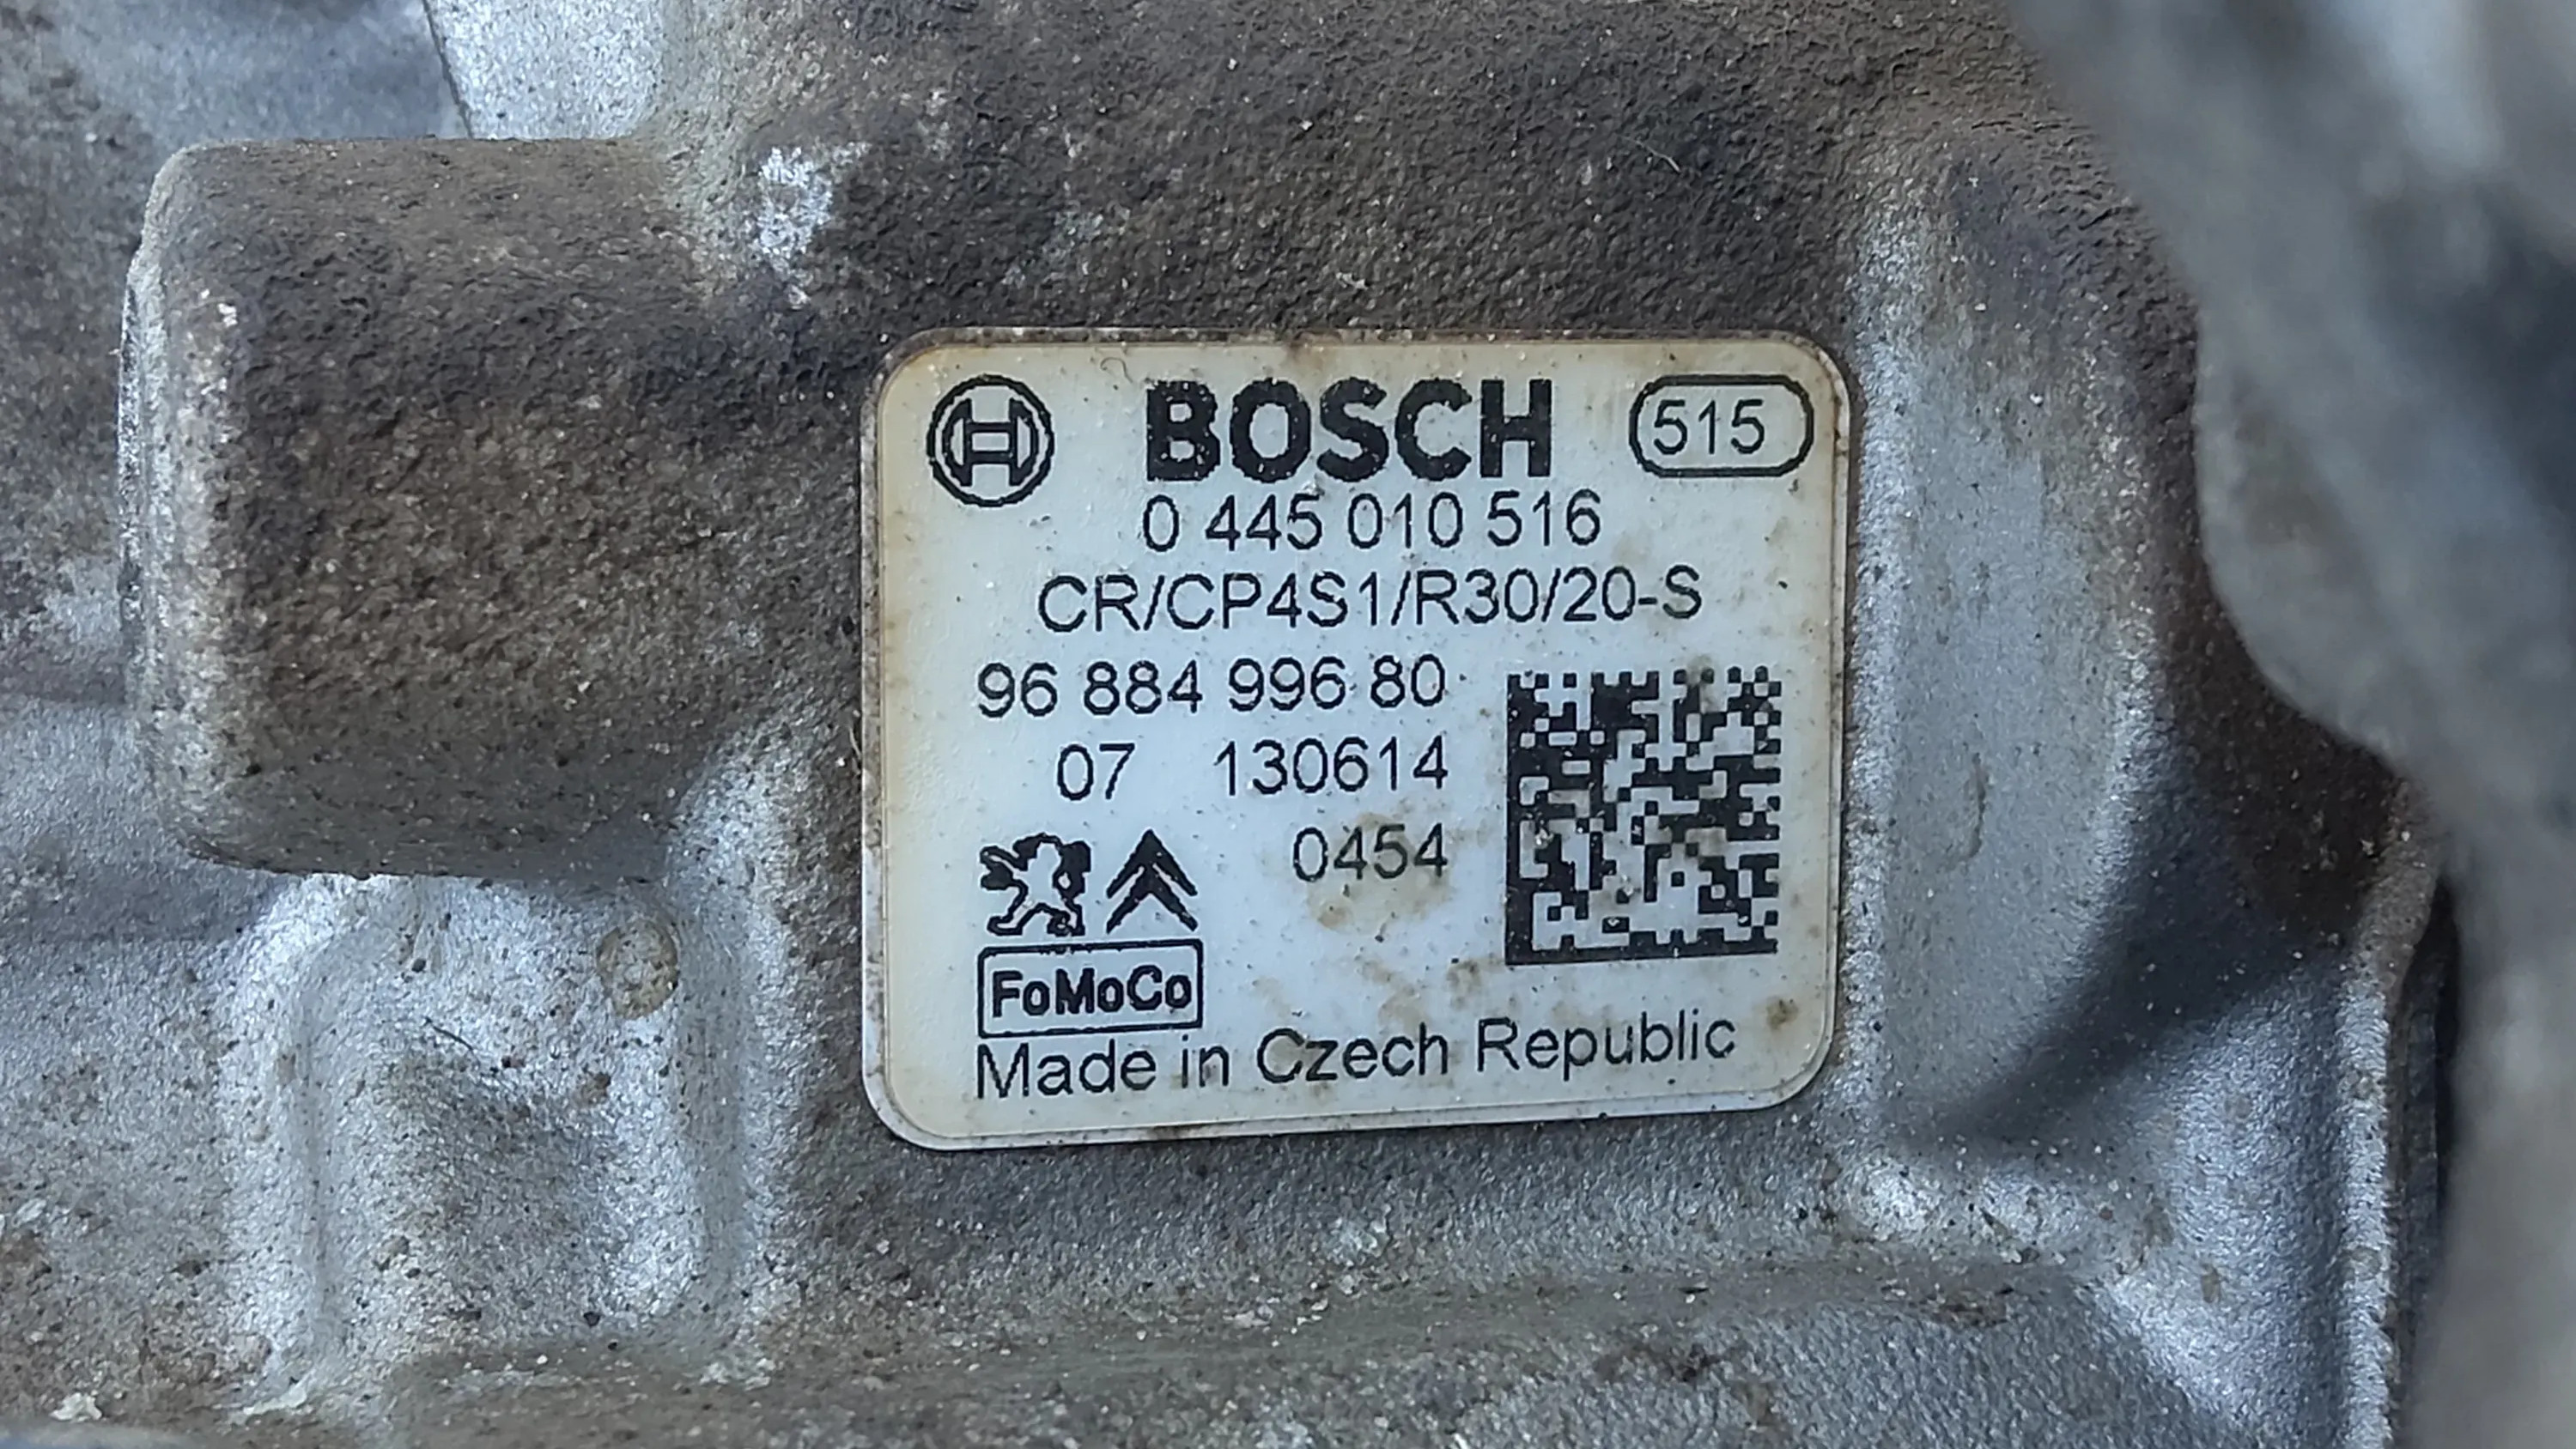 BOSCH 515
0 445 010 516
CR/CP4S1/R30/20-S
96 884 996 80
07 130614
0454
FoMoCo
Made in Czech Republic